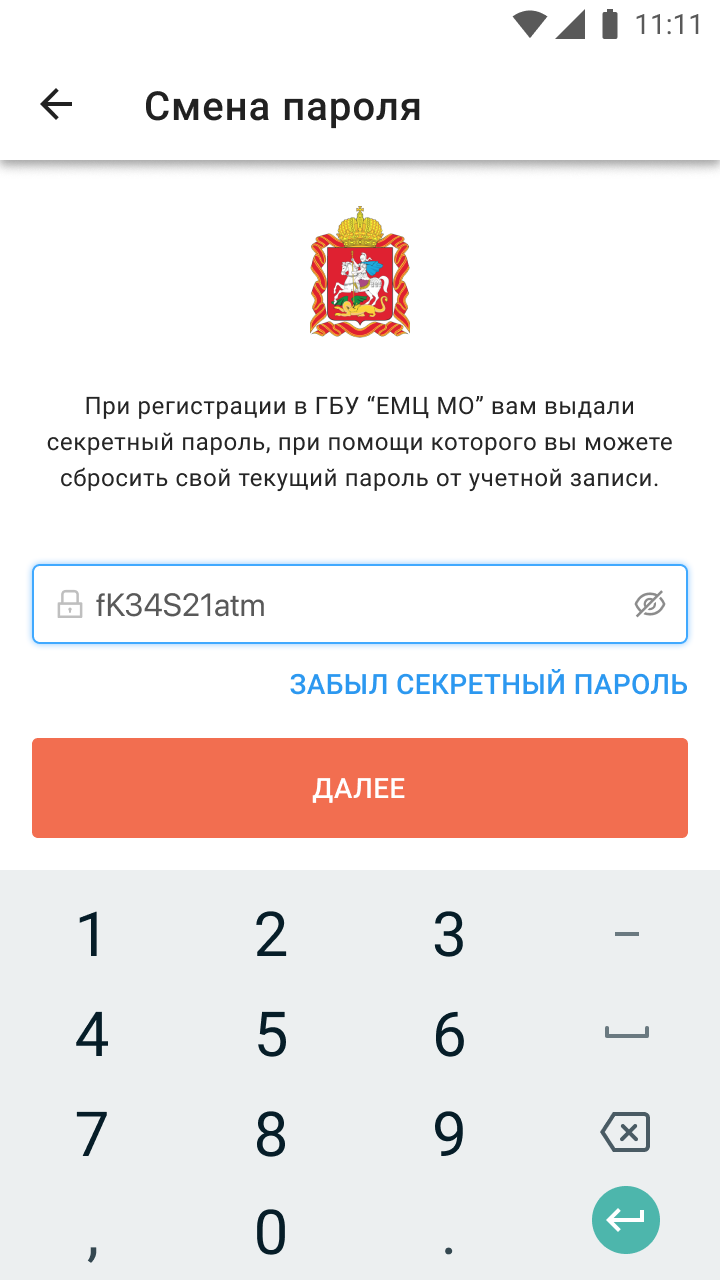 11:11
Смена пароля
При регистрации в ГБУ “ЕМЦ МО” вам выдали
секретный пароль, при помощи которого вы можете
сбросить свой текущий пароль от учетной записи.
fK34S21atm
ЗАБЫЛ СЕКРЕТНЫЙ ПАРОЛЬ
ДАЛЕЕ
1 2 3 –
4 5 6
7 8 9
, 0 .